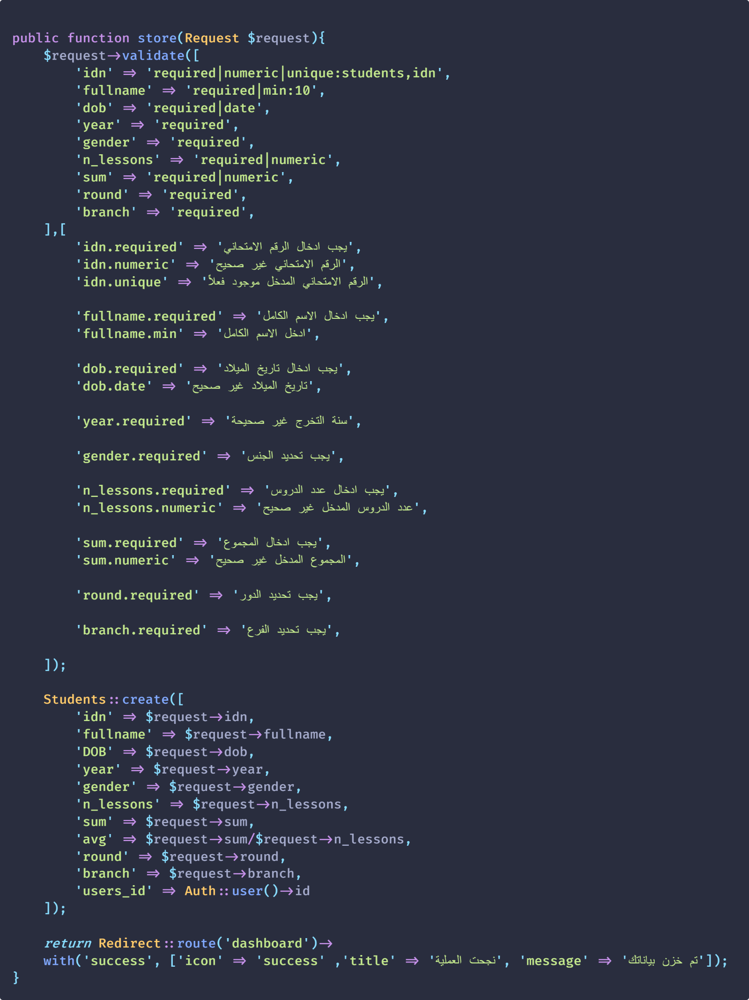 public function store(Request $request){
    $request->validate([
        'idn' => 'required|numeric|unique:students,idn',
        'fullname' => 'required|min:10',
        'dob' => 'required|date',
        'year' => 'required',
        'gender' => 'required',
        'n_lessons' => 'required|numeric',
        'sum' => 'required|numeric',
        'round' => 'required',
        'branch' => 'required',
    ],[
        'idn.required' => 'يجب ادخال الرقم الامتحاني',
        'idn.numeric' => 'الرقم الامتحاني غير صحيح',
        'idn.unique' => 'الرقم الامتحاني المدخل موجود فعلاً',
        'fullname.required' => 'يجب ادخال الاسم الكامل',
        'fullname.min' => 'ادخل الاسم الكامل',
        'dob.required' => 'يجب ادخال تاريخ الميلاد',
        'dob.date' => 'تاريخ الميلاد غير صحيح',
        'year.required' => 'سنة التخرج غير صحيحة',
        'gender.required' => 'يجب تحديد الجنس',
        'n_lessons.required' => 'يجب ادخال عدد الدروس',
        'n_lessons.numeric' => 'عدد الدروس المدخل غير صحيح',
        'sum.required' => 'يجب ادخال المجموع',
        'sum.numeric' => 'المجموع المدخل غير صحيح',
        'round.required' => 'يجب تحديد الدور',
        'branch.required' => 'يجب تحديد الفرع',
    ]);
    Students::create([
        'idn' => $request->idn,
        'fullname' => $request->fullname,
        'DOB' => $request->dob,
        'year' => $request->year,
        'gender' => $request->gender,
        'n_lessons' => $request->n_lessons,
        'sum' => $request->sum,
        'avg' => $request->sum/$request->n_lessons,
        'round' => $request->round,
        'branch' => $request->branch,
        'users_id' => Auth::user()->id
    ]);
    return Redirect::route('dashboard')->
    with('success', ['icon' => 'success' ,'title' => 'نجحت العملية', 'message' => 'تم خزن بياناتك']);
}